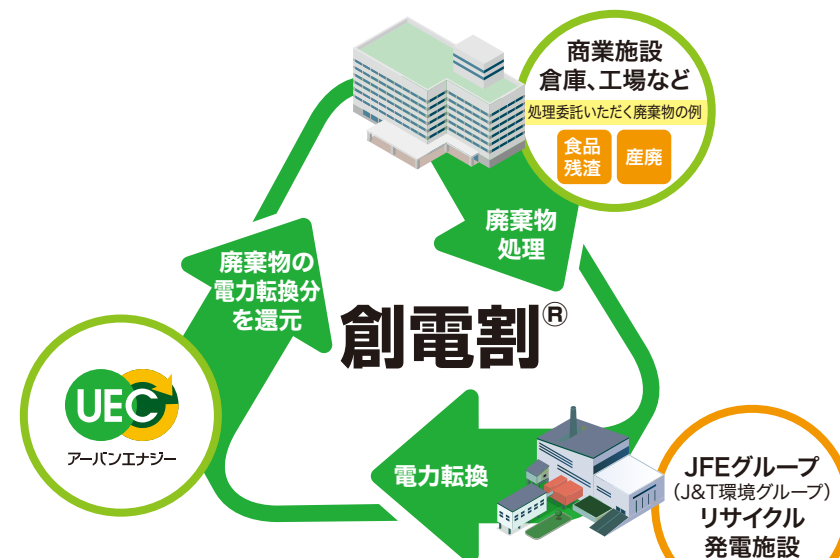 商業施設
倉庫、工場など
処理委託いただく廃棄物の例
食品
残渣
産廃
廃棄物
処理
廃棄物の
電力転換分
を還元
創電割®
UEC
アーバンエナジー
電力転換
JFEグループ
（J&T環境グループ）
リサイクル
発電施設